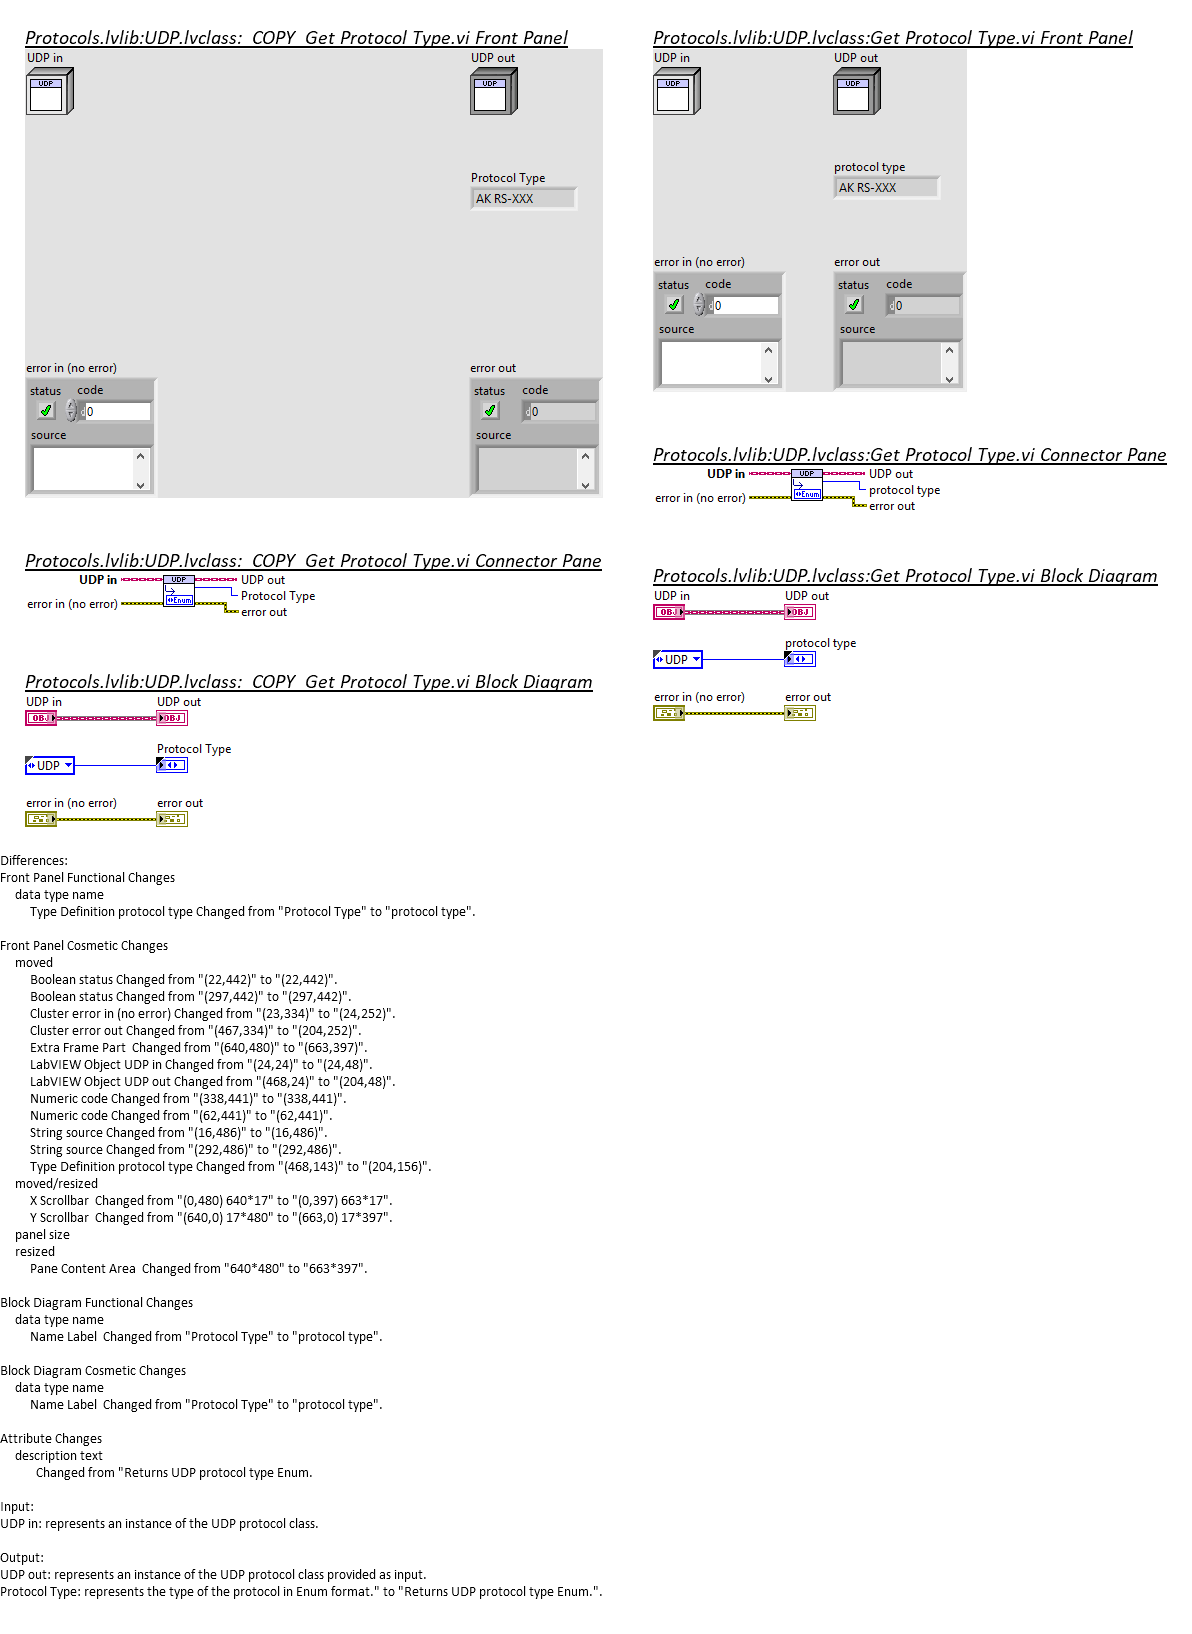 Protocols.lvlib:UDP.lvclass:_COPY_Get Protocol Type.vi Front Panel
UDP in
UDP out
UDP
UDP
Protocol Type
AK RS-XXX
error in (no error)
error out
status code
0
source
status code
0
source
Protocols.lvlib:UDP.lvclass:_COPY_Get Protocol Type.vi Connector Pane
UDP in UDP UDP out
Protocol Type
error in (no error) Enum
error out
Protocols.lvlib:UDP.lvclass:_COPY_Get Protocol Type.vi Block Diagram
UDP in UDP out
OBJ OBJ
Protocol Type
UDP
error in (no error) error out
Protocols.lvlib:UDP.lvclass:Get Protocol Type.vi Front Panel
UDP in
UDP out
UDP
UDP
protocol type
AK RS-XXX
error in (no error)
error out
status code
0
source
status code
0
source
Protocols.lvlib:UDP.lvclass:Get Protocol Type.vi Connector Pane
UDP in UDP UDP out
protocol type
error in (no error) Enum
error out
Protocols.lvlib:UDP.lvclass:Get Protocol Type.vi Block Diagram
UDP in UDP out
OBJ OBJ
protocol type
UDP
error in (no error) error out
Differences:
Front Panel Functional Changes
data type name
Type Definition protocol type Changed from "Protocol Type" to "protocol type".
Front Panel Cosmetic Changes
moved
Boolean status Changed from "(22,442)" to "(22,442)".
Boolean status Changed from "(297,442)" to "(297,442)".
Cluster error in (no error) Changed from "(23,334)" to "(24,252)".
Cluster error out Changed from "(467,334)" to "(204,252)".
Extra Frame Part  Changed from "(640,480)" to "(663,397)".
LabVIEW Object UDP in Changed from "(24,24)" to "(24,48)".
LabVIEW Object UDP out Changed from "(468,24)" to "(204,48)".
Numeric code Changed from "(338,441)" to "(338,441)".
Numeric code Changed from "(62,441)" to "(62,441)".
String source Changed from "(16,486)" to "(16,486)".
String source Changed from "(292,486)" to "(292,486)".
Type Definition protocol type Changed from "(468,143)" to "(204,156)".
moved/resized
X Scrollbar  Changed from "(0,480) 640*17" to "(0,397) 663*17".
Y Scrollbar  Changed from "(640,0) 17*480" to "(663,0) 17*397".
panel size
resized
Pane Content Area  Changed from "640*480" to "663*397".
Block Diagram Functional Changes
data type name
Name Label  Changed from "Protocol Type" to "protocol type".
Block Diagram Cosmetic Changes
data type name
Name Label  Changed from "Protocol Type" to "protocol type".
Attribute Changes
description text
Changed from "Returns UDP protocol type Enum.
Input:
UDP in: represents an instance of the UDP protocol class.
Output:
UDP out: represents an instance of the UDP protocol class provided as input.
Protocol Type: represents the type of the protocol in Enum format." to "Returns UDP protocol type Enum.".